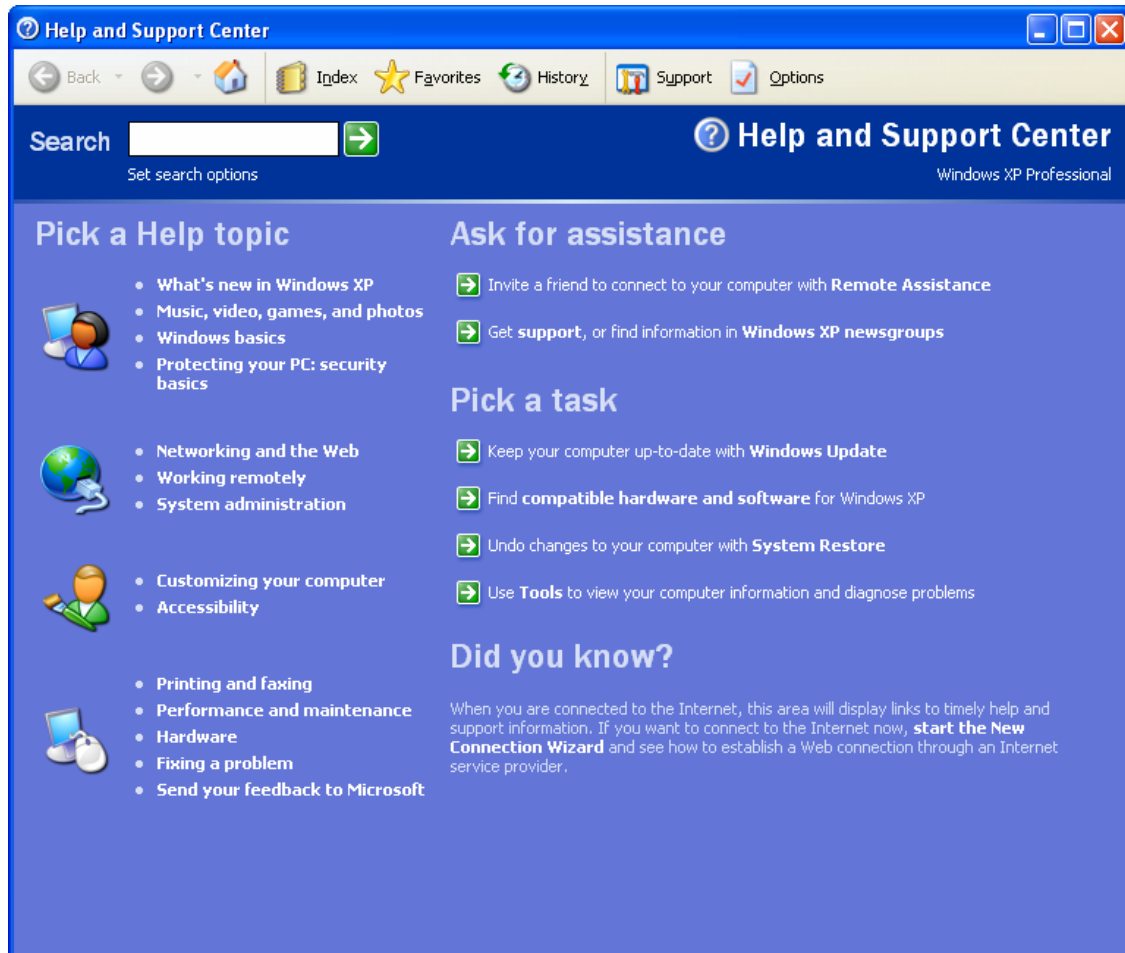 Help and Support Center
Back
Index
Favorites
History
Support
Options
Search
Set search options
Help and Support Center
Windows XP Professional
Pick a Help topic
What's new in Windows XP
Music, video, games, and photos
Windows basics
Protecting your PC: security
basics
Networking and the Web
Working remotely
System administration
Customizing your computer
Accessibility
Printing and faxing
Performance and maintenance
Hardware
Fixing a problem
Send your feedback to Microsoft
Ask for assistance
Invite a friend to connect to your computer with Remote Assistance
Get support, or find information in Windows XP newsgroups
Pick a task
Keep your computer up-to-date with Windows Update
Find compatible hardware and software for Windows XP
Undo changes to your computer with System Restore
Use Tools to view your computer information and diagnose problems
Did you know?
When you are connected to the Internet, this area will display links to timely help and
support information. If you want to connect to the Internet now, start the New
Connection Wizard and see how to establish a Web connection through an Internet
service provider.